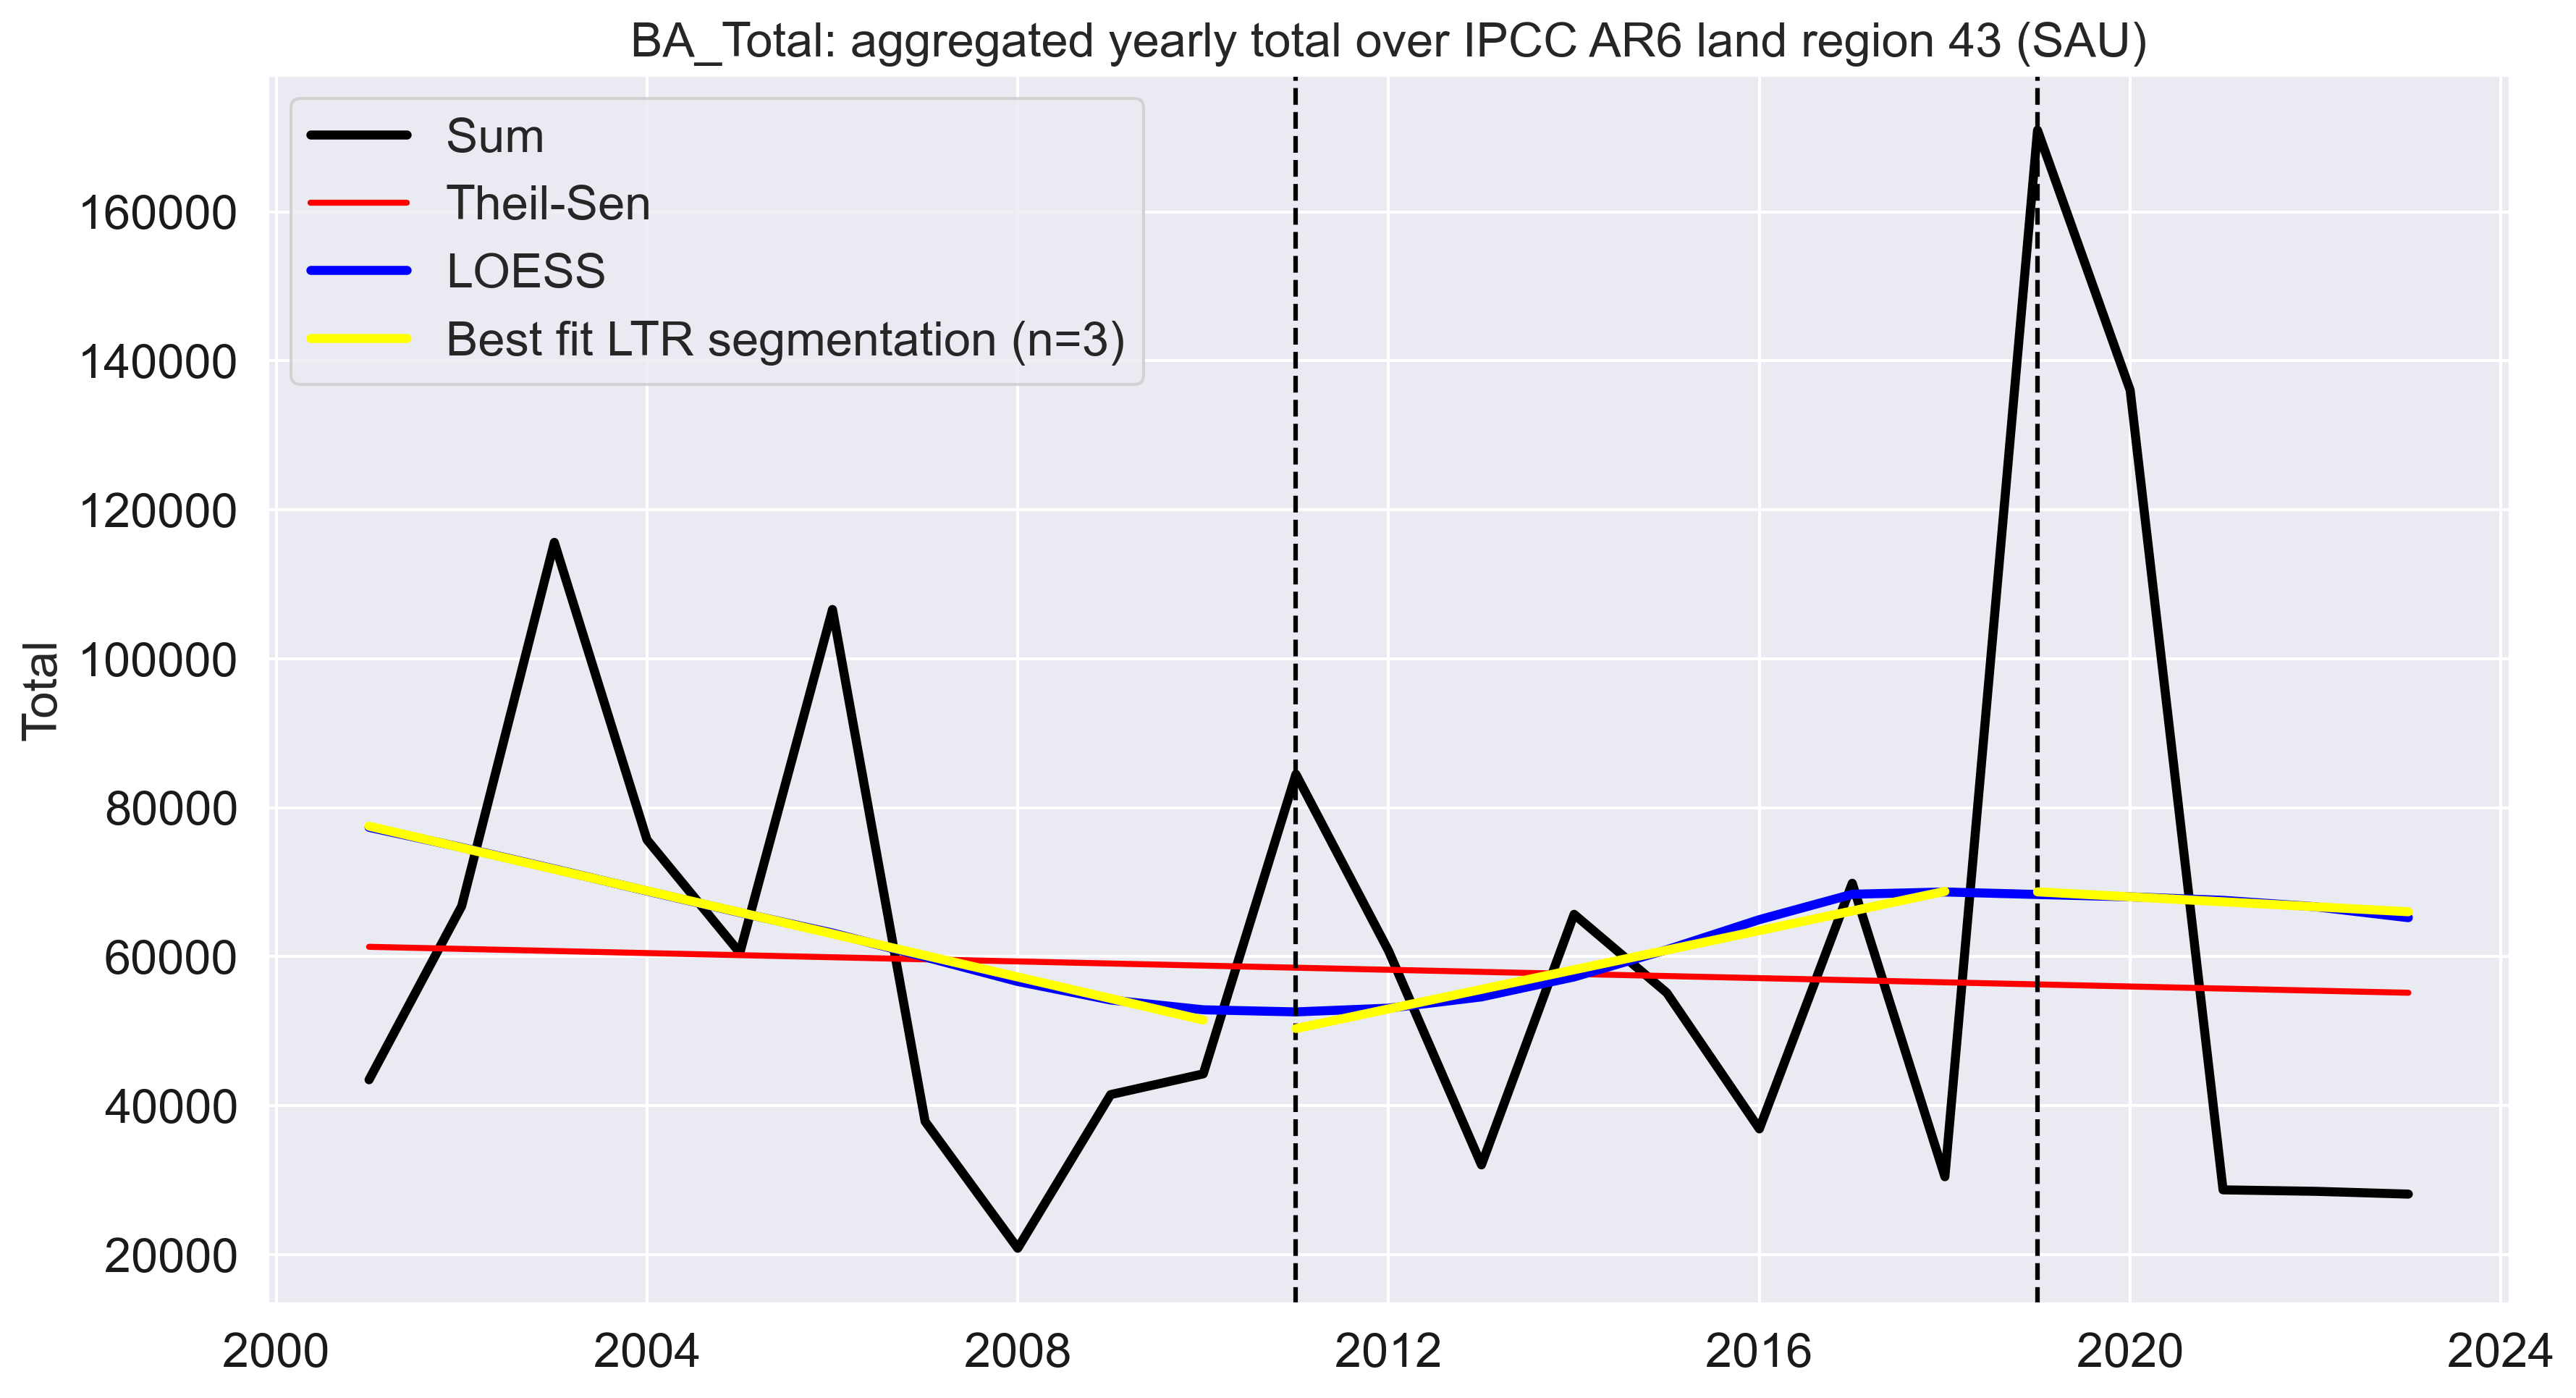 BA_Total: aggregated yearly total over IPCC AR6 land region 43 (SAU)
Sum
Theil-Sen
LOESS
Best fit LTR segmentation (n=3)
Total
160000
140000
120000
100000
80000
60000
40000
20000
2000 2004 2008 2012 2016 2020 2024